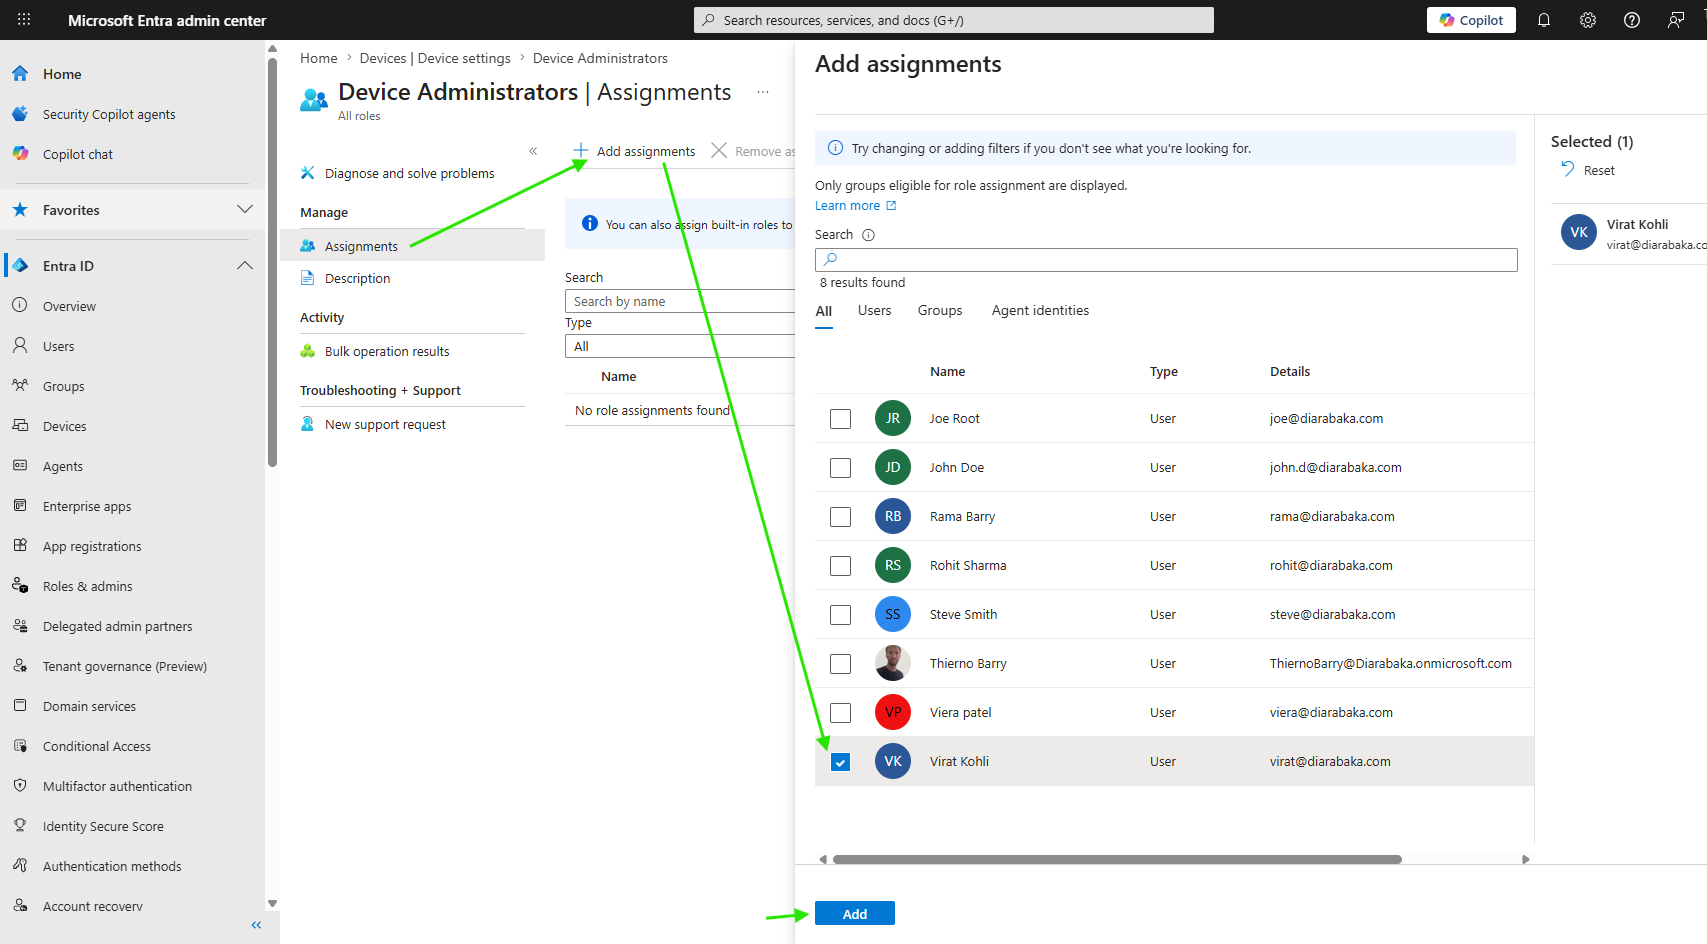 Microsoft Entra admin center
Search resources, services, and docs (G+/)
Copilot
Home
Security Copilot agents
Copilot chat
Favorites
Entra ID
Overview
Users
Groups
Devices
Agents
Enterprise apps
App registrations
Roles & admins
Delegated admin partners
Tenant governance (Preview)
Domain services
Conditional Access
Multifactor authentication
Identity Secure Score
Authentication methods
Account recovery
Home > Devices | Device settings > Device Administrators
Device Administrators | Assignments
All roles
Diagnose and solve problems
Manage
Assignments
Description
Activity
Bulk operation results
Troubleshooting + Support
New support request
Add assignments
Remove as
You can also assign built-in roles to
Search
Search by name
Type
All
Name
No role assignments found
Add assignments
Try changing or adding filters if you don't see what you're looking for.
Only groups eligible for role assignment are displayed.
Learn more
Search
8 results found
All Users Groups Agent identities
Name Type Details
JR Joe Root User joe@diarabaka.com
JD John Doe User john.d@diarabaka.com
RB Rama Barry User rama@diarabaka.com
RS Rohit Sharma User rohit@diarabaka.com
SS Steve Smith User steve@diarabaka.com
Thierno Barry User ThiernoBarry@Diarabaka.onmicrosoft.com
VP Viera patel User viera@diarabaka.com
VK Virat Kohli User virat@diarabaka.com
Add
Selected (1)
Reset
VK Virat Kohli
virat@diarabaka.co